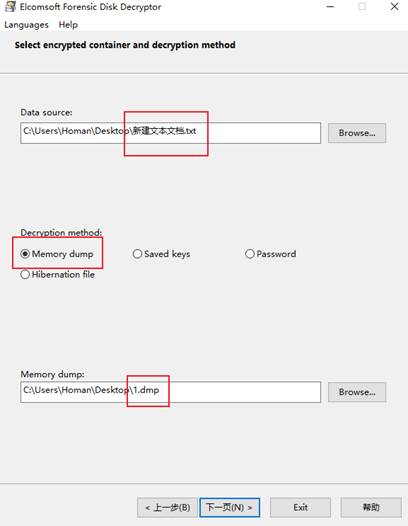 Elcomsoft Forensic Disk Decryptor
Languages Help
Select encrypted container and decryption method
Data source:
C:\Users\Homan\Desktop\新建文本文档.txt Browse...
Decryption method:
Memory dump Saved keys Password
Hibernation file
Memory dump:
C:\Users\Homan\Desktop\1.dmp Browse...
< 上一步(B) 下一页(N) > Exit 帮助